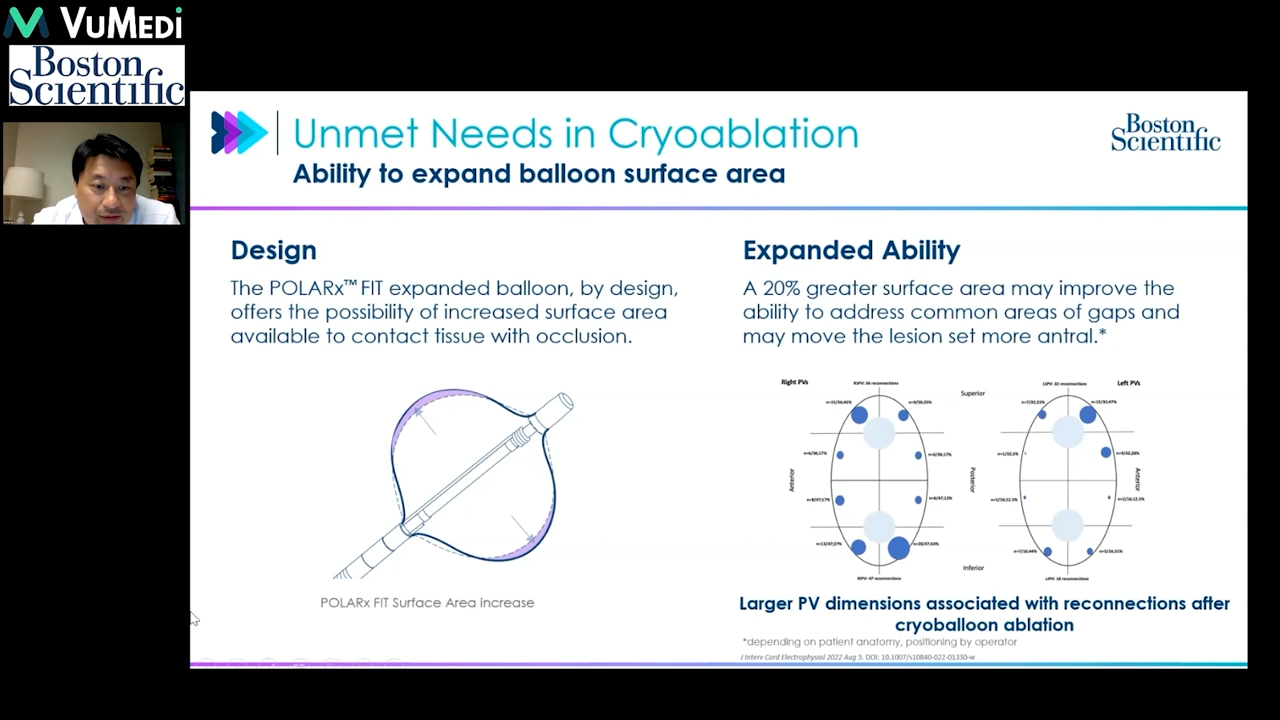 VUMEDI
Boston
Scientific
Unmet Needs in Cryoablation
Ability to expand balloon surface area
Boston
Scientific
Design
The POLARx™ FIT expanded balloon, by design,
offers the possibility of increased surface area
available to contact tissue with occlusion.
POLARx FIT Surface Area increase
Expanded Ability
A 20% greater surface area may improve the
ability to address common areas of gaps and
may move the lesion set more antral.*
Right PVs
Left PVs
Superior
Anterior
Posterior
Anterior
Inferior
Larger PV dimensions associated with reconnections after
cryoballoon ablation
*depending on patient anatomy, positioning by operator
J Interv Card Electrophysiol 2022 Aug 5. DOI: 10.1007/s10840-022-01330-w